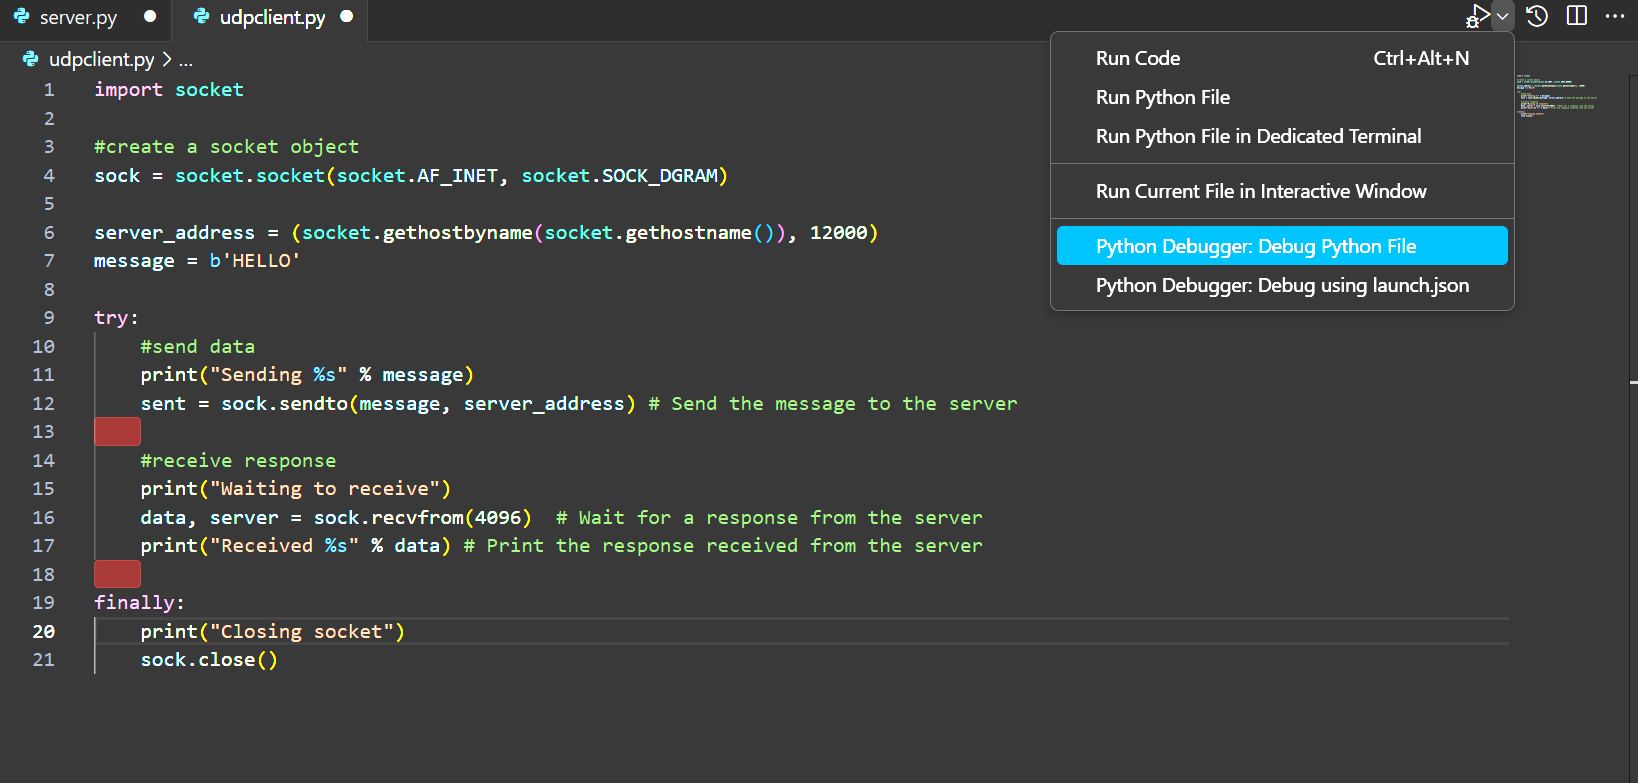 server.py
udpclient.py
udpclient.py > ...
Run Code Ctrl+Alt+N
Run Python File
Run Python File in Dedicated Terminal
Run Current File in Interactive Window
Python Debugger: Debug Python File
Python Debugger: Debug using launch.json
1 import socket
2
3 #create a socket object
4 sock = socket.socket(socket.AF_INET, socket.SOCK_DGRAM)
5
6 server_address = (socket.gethostbyname(socket.gethostname()), 12000)
7 message = b'HELLO'
8
9 try:
10     #send data
11     print("Sending %s" % message)
12     sent = sock.sendto(message, server_address) # Send the message to the server
13
14     #receive response
15     print("Waiting to receive")
16     data, server = sock.recvfrom(4096)  # Wait for a response from the server
17     print("Received %s" % data) # Print the response received from the server
18
19 finally:
20     print("Closing socket")
21     sock.close()